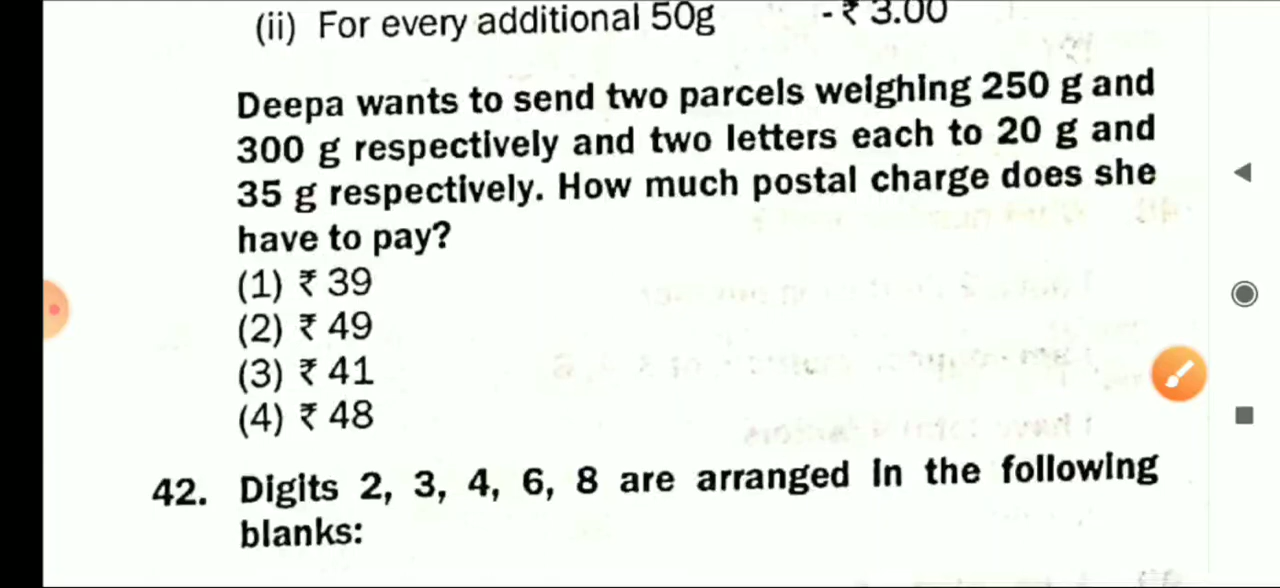 (ii) For every additional 50g - ₹ 3.00
Deepa wants to send two parcels weighing 250 g and
300 g respectively and two letters each to 20 g and
35 g respectively. How much postal charge does she
have to pay?
(1) ₹ 39
(2) ₹ 49
(3) ₹ 41
(4) ₹ 48
42. Digits 2, 3, 4, 6, 8 are arranged in the following
blanks: